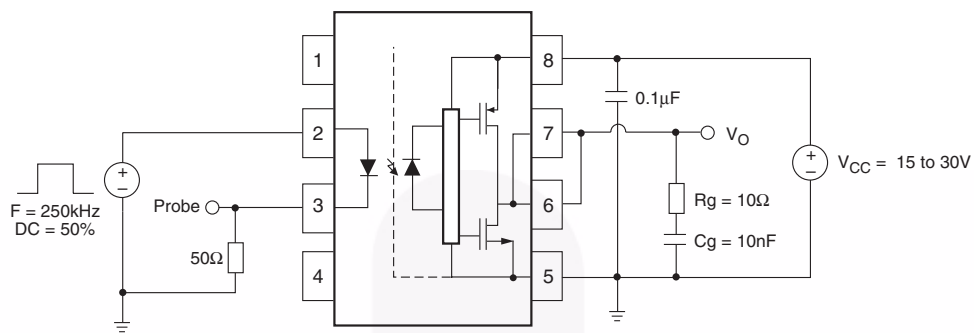 1
2
3
4
8
7
6
5
F = 250kHz
DC = 50%
+
−
Probe
50Ω
0.1μF
V_O
Rg = 10Ω
Cg = 10nF
+
−
V_CC = 15 to 30V